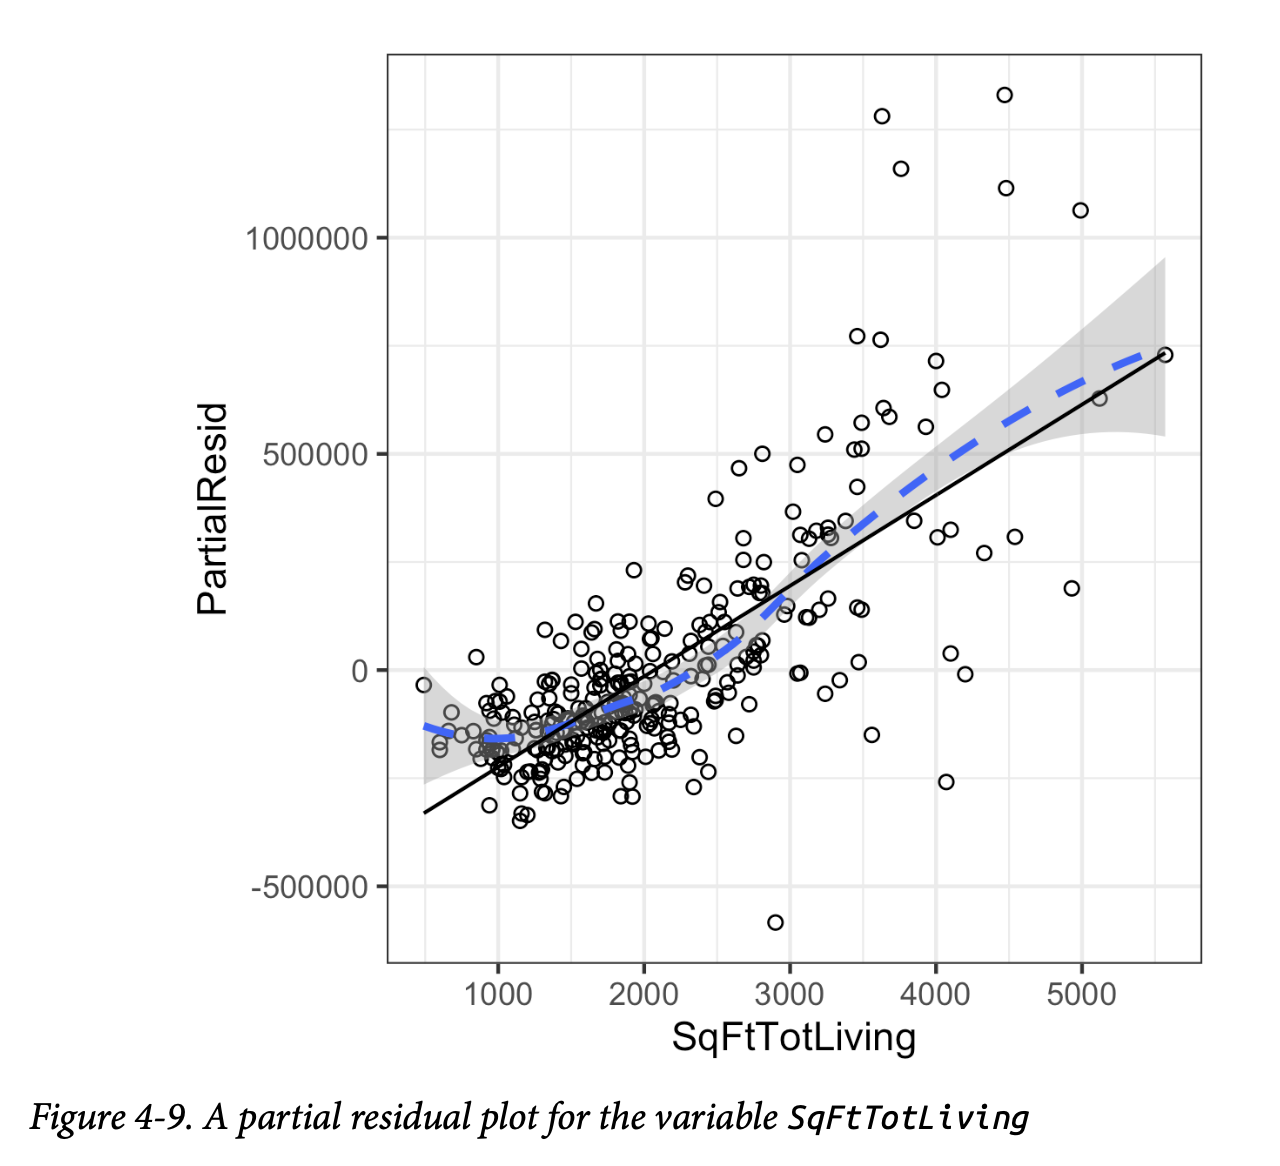 PartialResid
1000000
500000
0
-500000
1000 2000 3000 4000 5000
SqFtTotLiving
Figure 4-9. A partial residual plot for the variable SqFtTotLiving